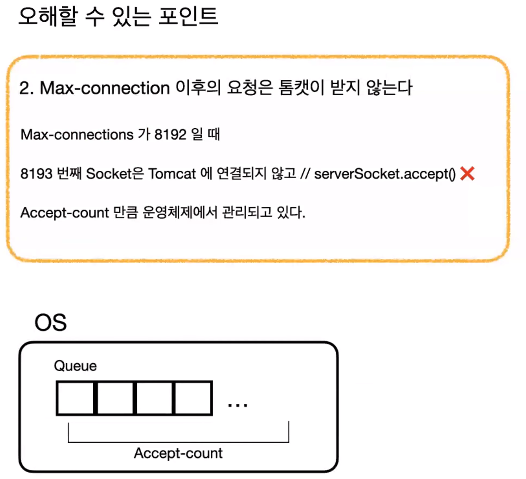 오해할 수 있는 포인트
2. Max-connection 이후의 요청은 톰캣이 받지 않는다
Max-connections 가 8192 일 때
8193 번째 Socket은 Tomcat 에 연결되지 않고 // serverSocket.accept() ❌
Accept-count 만큼 운영체제에서 관리되고 있다.
OS
Queue
...
Accept-count